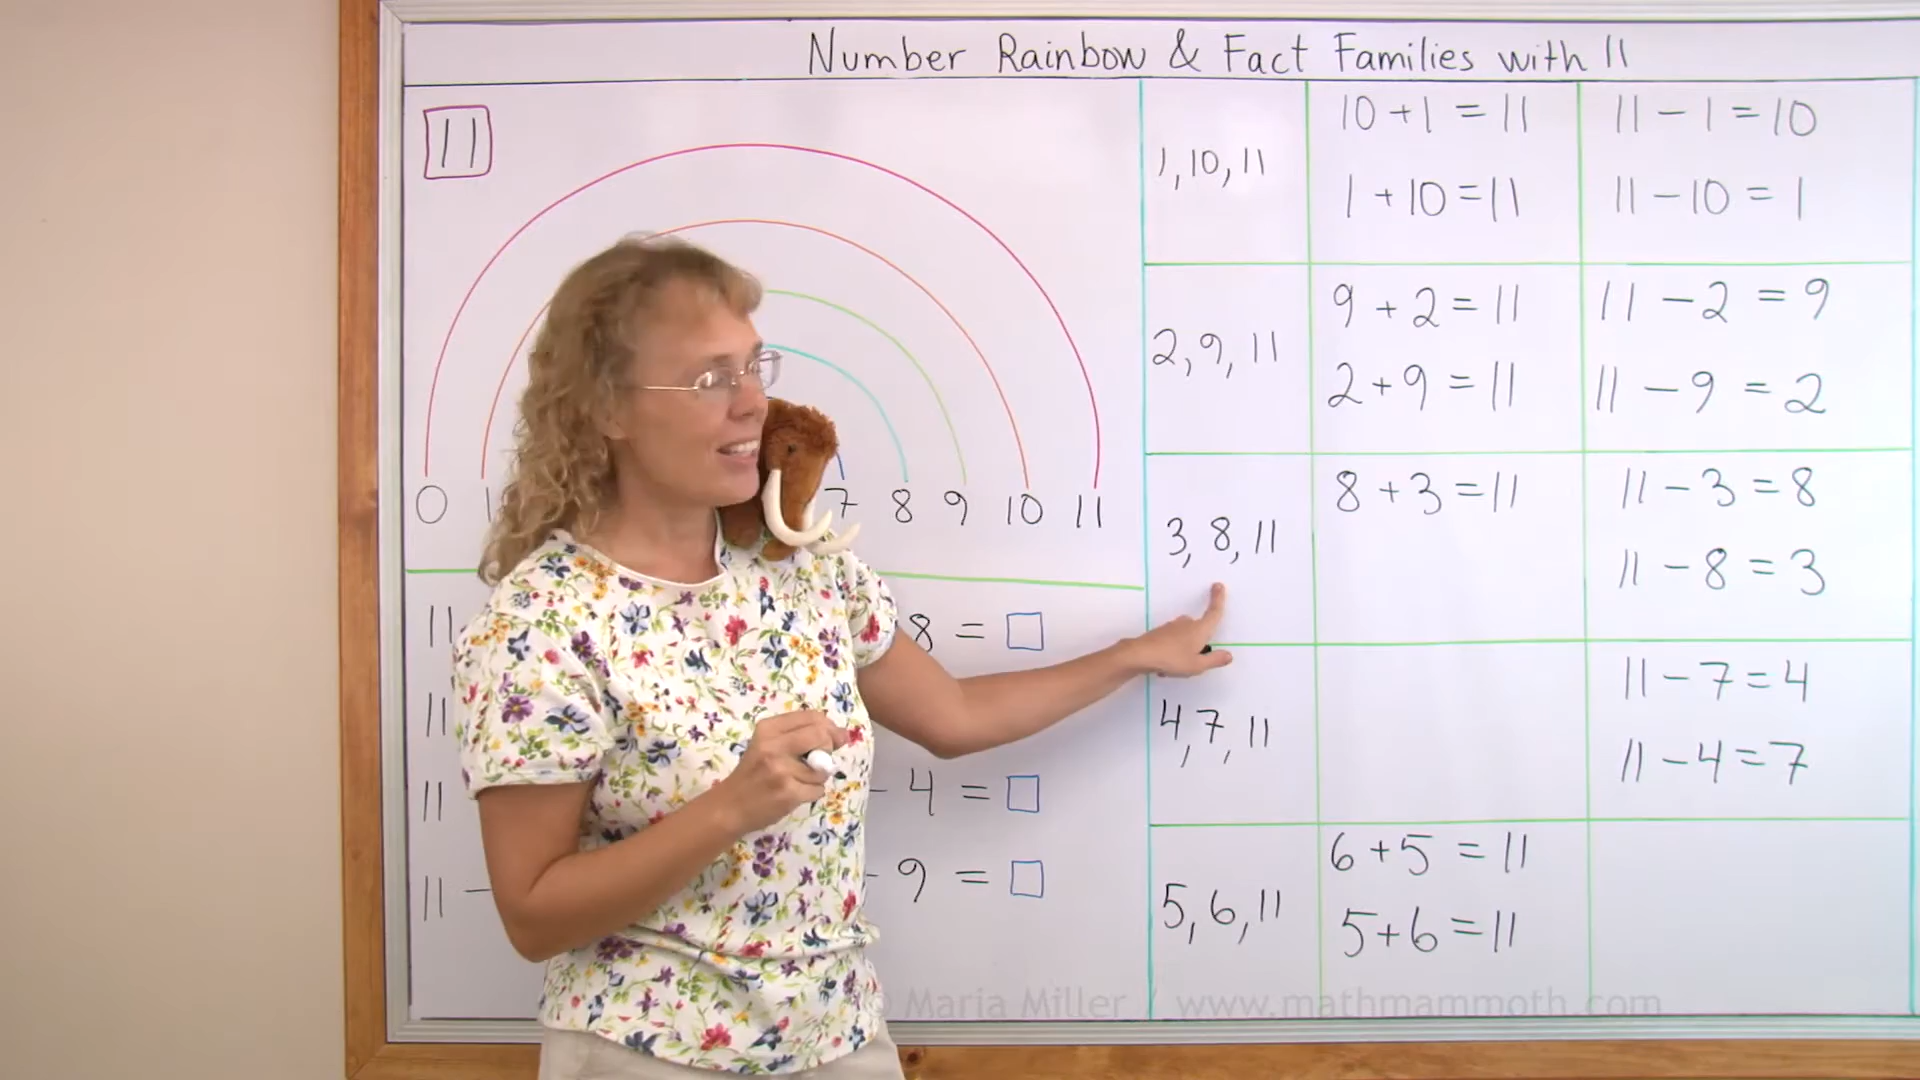 Number Rainbow & Fact Families with 11
11
0 1 7 8 9 10 11
11 8 = □
11
11 - 4 = □
11 - - 9 = □
1, 10, 11
10 + 1 = 11
11 - 1 = 10
1 + 10 = 11
11 - 10 = 1
2, 9, 11
9 + 2 = 11
11 - 2 = 9
2 + 9 = 11
11 - 9 = 2
3, 8, 11
8 + 3 = 11
11 - 3 = 8
11 - 8 = 3
4, 7, 11
11 - 7 = 4
11 - 4 = 7
5, 6, 11
6 + 5 = 11
5 + 6 = 11
© Maria Miller / www.mathmammoth.com